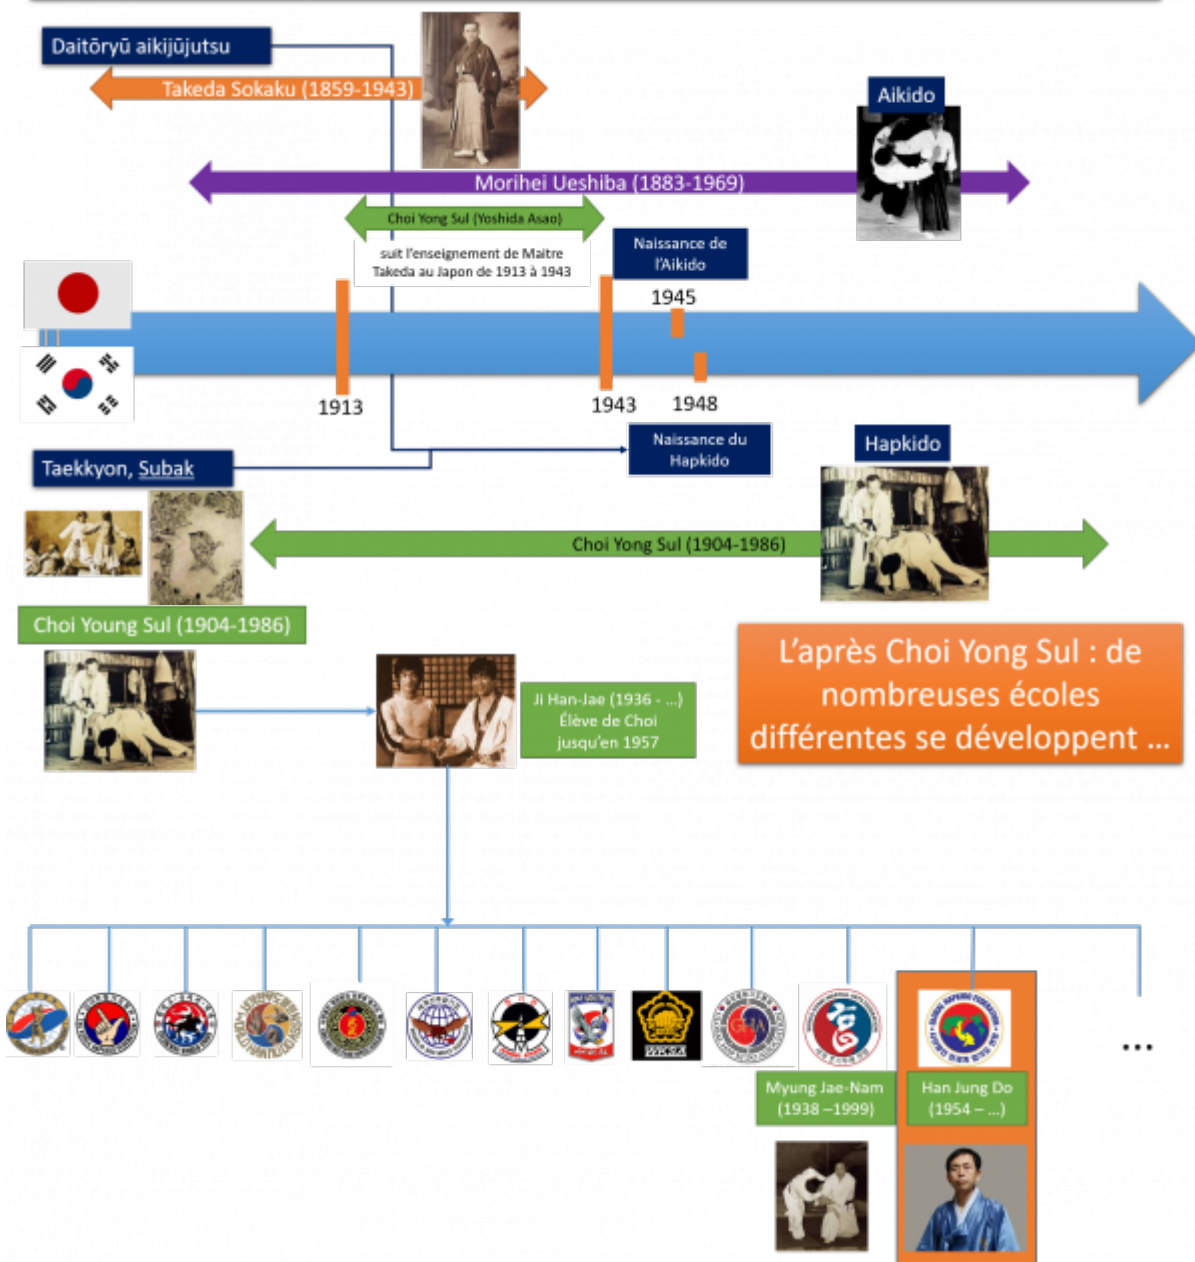 Daitōryū aikijūjutsu
Takeda Sokaku (1859-1943)
Aikido
Morihei Ueshiba (1883-1969)
Choi Yong Sul (Yoshida Asao)
suit l'enseignement de Maitre
Takeda au Japon de 1913 à 1943
Naissance de
l'Aikido
1945
1913
1943
1948
Naissance du
Hapkido
Hapkido
Taekkyon, Subak
Choi Yong Sul (1904-1986)
Choi Young Sul (1904-1986)
L'après Choi Yong Sul : de
nombreuses écoles
différentes se développent ...
Ji Han-Jae (1936 - ...)
Élève de Choi
jusqu'en 1957
...
Myung Jae-Nam
(1938 –1999)
Han Jung Do
(1954 – ...)